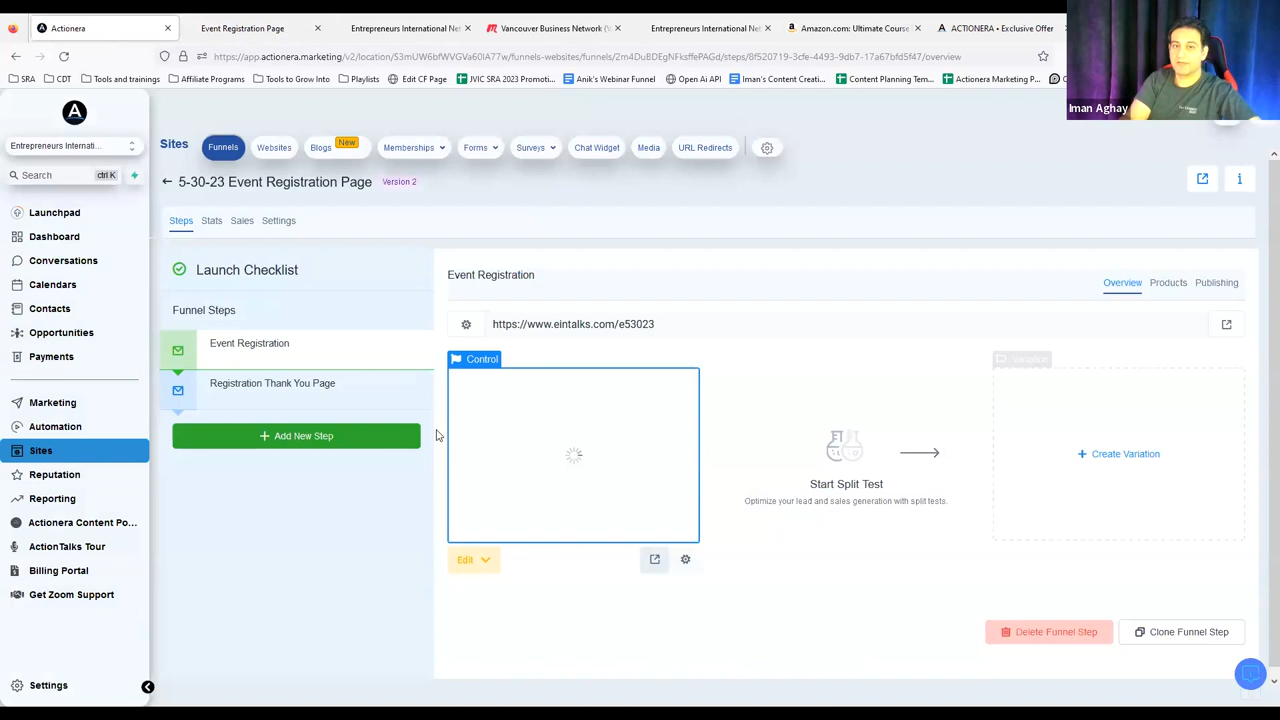 Actionera
Event Registration Page
Entrepreneurs International Net
Vancouver Business Network (V
Entrepreneurs International Net
Amazon.com: Ultimate Course
ACTIONERA • Exclusive Offer
https://app.actionera.marketing/v2/location/
/funnels-websites/funnels/2m4DuBDEgNFksffePAGd/steps/8f520719-3cfe-4493-9db7-17a67bfd5f47/overview
SRA
CDT
Tools and trainings
Affiliate Programs
Tools to Grow Into
Playlists
Edit CF Page
JVIC SRA 2023 Promoti...
Anik's Webinar Funnel
Open Ai API
Iman's Content Creati...
Content Planning Tem...
Actionera Marketing P...
Iman Aghay
A
Entrepreneurs Internati...
Search
ctrl K
Launchpad
Dashboard
Conversations
Calendars
Contacts
Opportunities
Payments
Marketing
Automation
Sites
Reputation
Reporting
Actionera Content Po...
ActionTalks Tour
Billing Portal
Get Zoom Support
Settings
Sites
Funnels
Websites
Blogs
New
Memberships
Forms
Surveys
Chat Widget
Media
URL Redirects
5-30-23 Event Registration Page
Version 2
Steps
Stats
Sales
Settings
Launch Checklist
Funnel Steps
Event Registration
Registration Thank You Page
+ Add New Step
Event Registration
Overview
Products
Publishing
https://www.eintalks.com/e53023
Control
Variation
Start Split Test
Optimize your lead and sales generation with split tests.
+ Create Variation
Edit
Delete Funnel Step
Clone Funnel Step